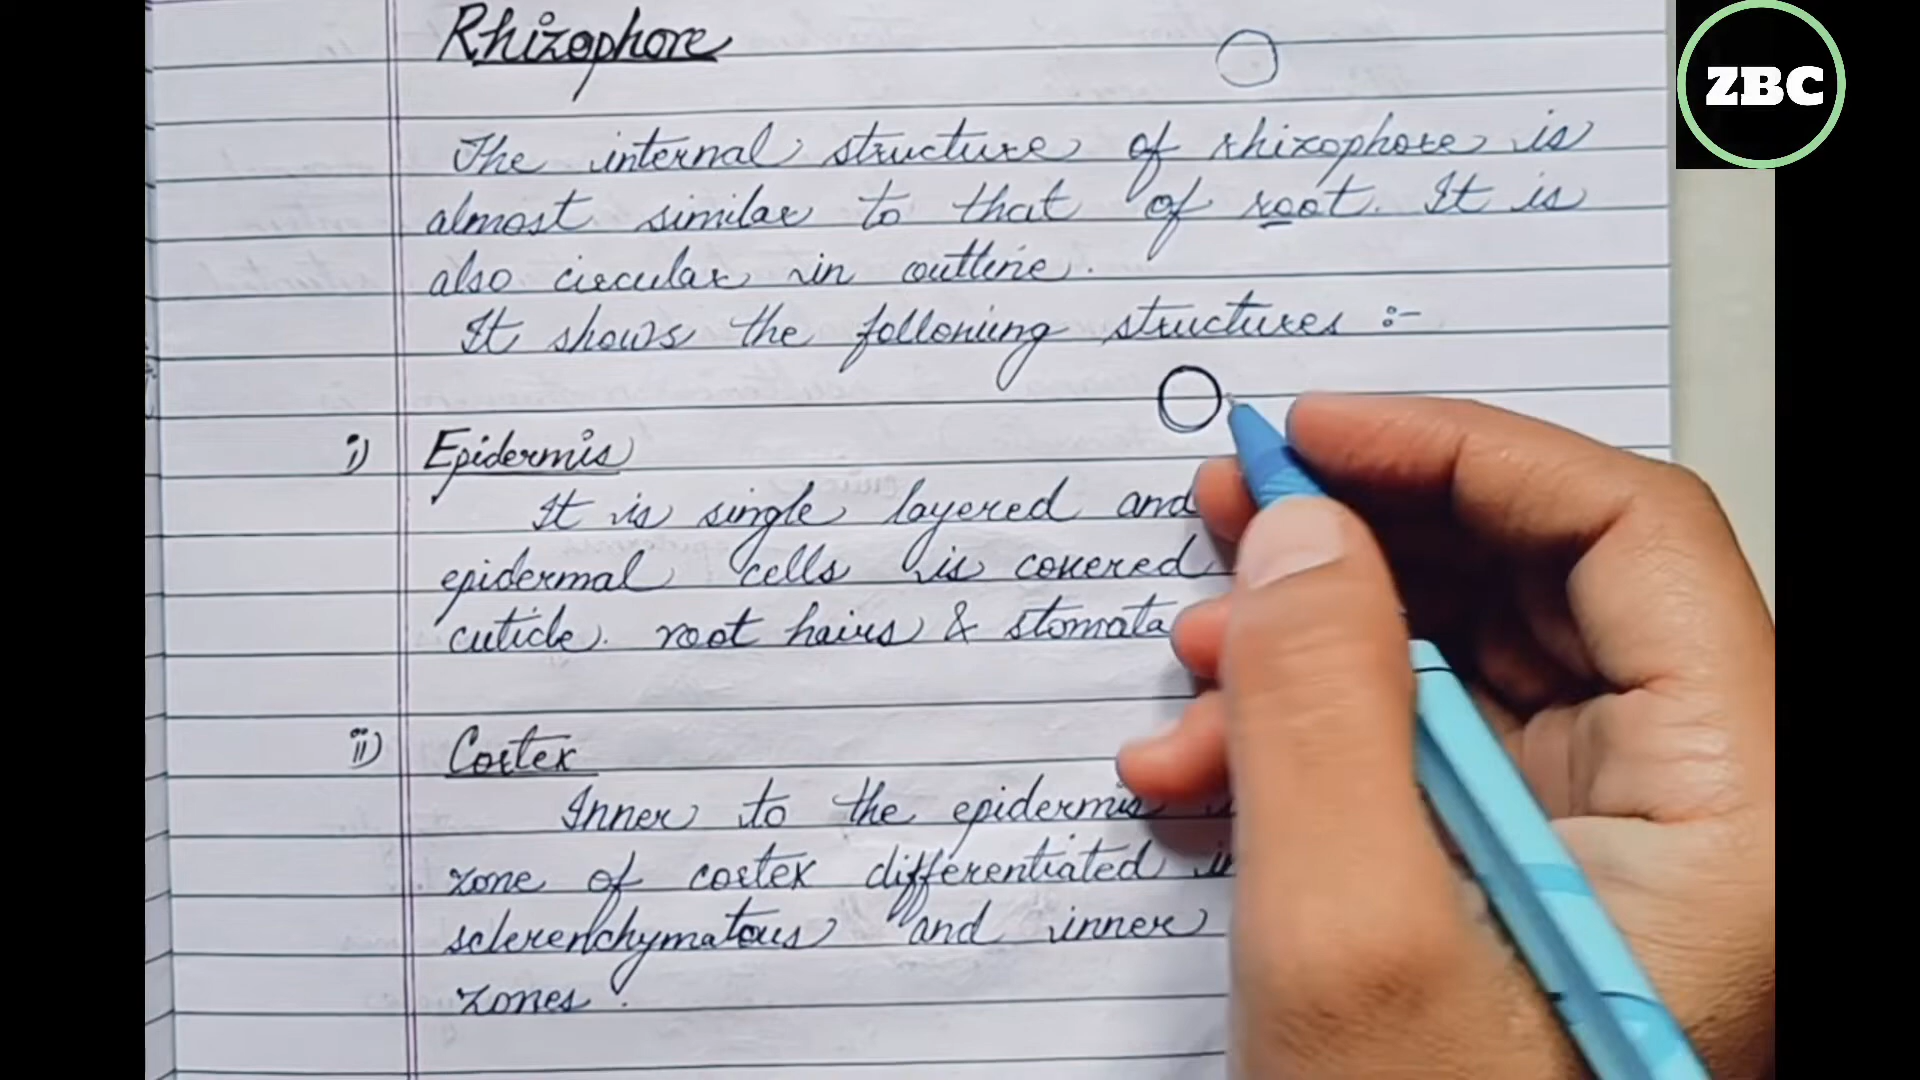 Rhizophore
ZBC
The internal structure of rhizophore is
almost similar to that of root. It is
also circular in outline.
It shows the following structures :-
i) Epidermis
It is single layered and
epidermal cells is covered
cuticle. root hairs & stomata
ii) Cortex
Inner to the epidermis
zone of cortex differentiated
sclerenchymatous and inner
zones.